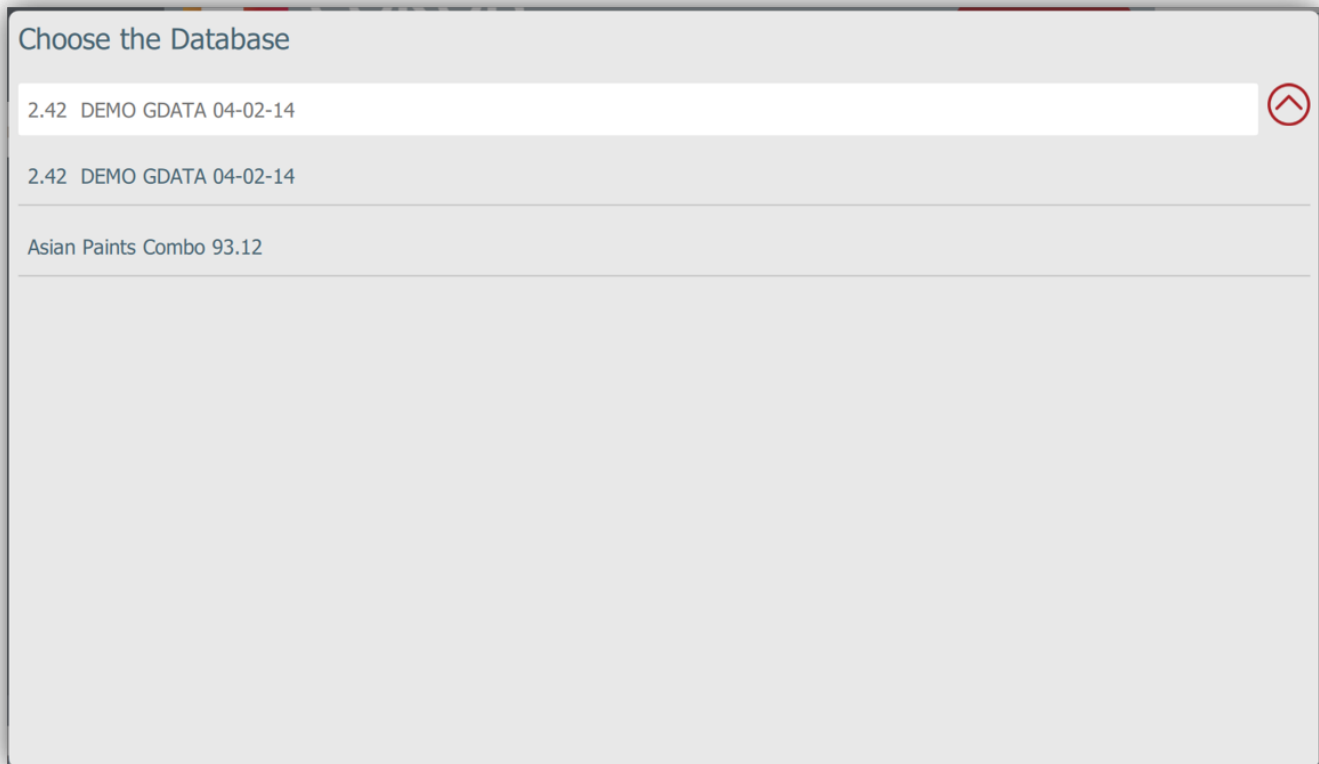 Choose the Database
2.42 DEMO GDATA 04-02-14
2.42 DEMO GDATA 04-02-14
Asian Paints Combo 93.12